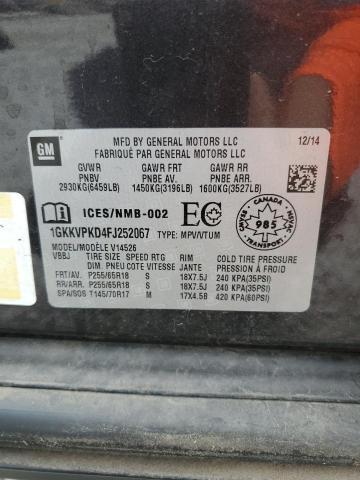 GM
MFD BY GENERAL MOTORS LLC
12/14
FABRIQUÉ PAR GENERAL MOTORS LLC
GVWR GAWR FRT GAWR RR
PNBV PNBE AV. PNBE ARR.
2930KG(6459LB) 1450KG(3196LB) 1600KG(3527LB)
ICES/NMB-002 EC
CANADA
985
TRANSPORT
1GKKVPKD4FJ252067 TYPE: MPV/VTUM
MODEL/MODÈLE V14526
VBBJ TIRE SIZE SPEED RTG RIM COLD TIRE PRESSURE
DIM PNEU COTE VITESSE JANTE PRESSION À FROID
FRT/AV. P255/65R18 S 18X7.5J 240 KPA(35PSI)
RR/ARR. P255/65R18 S 18X7.5J 240 KPA(35PSI)
SPA/SOS T145/70R17 M 17X4.5B 420 KPA(60PSI)